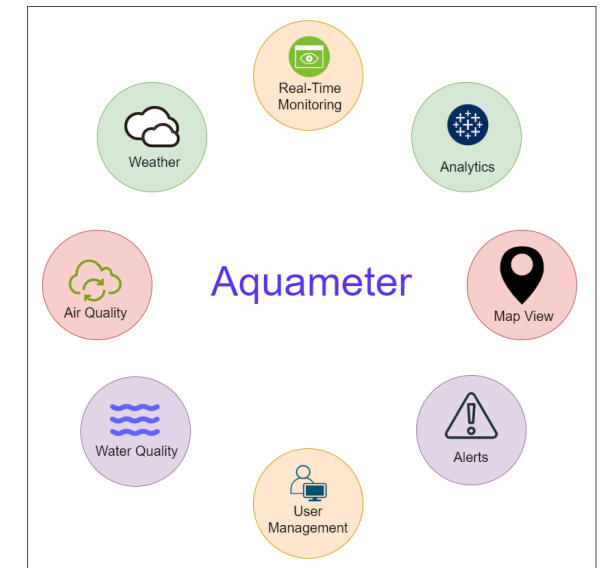 Real-Time
Monitoring
Weather
Analytics
Aquameter
Air Quality
Map View
Water Quality
Alerts
User
Management